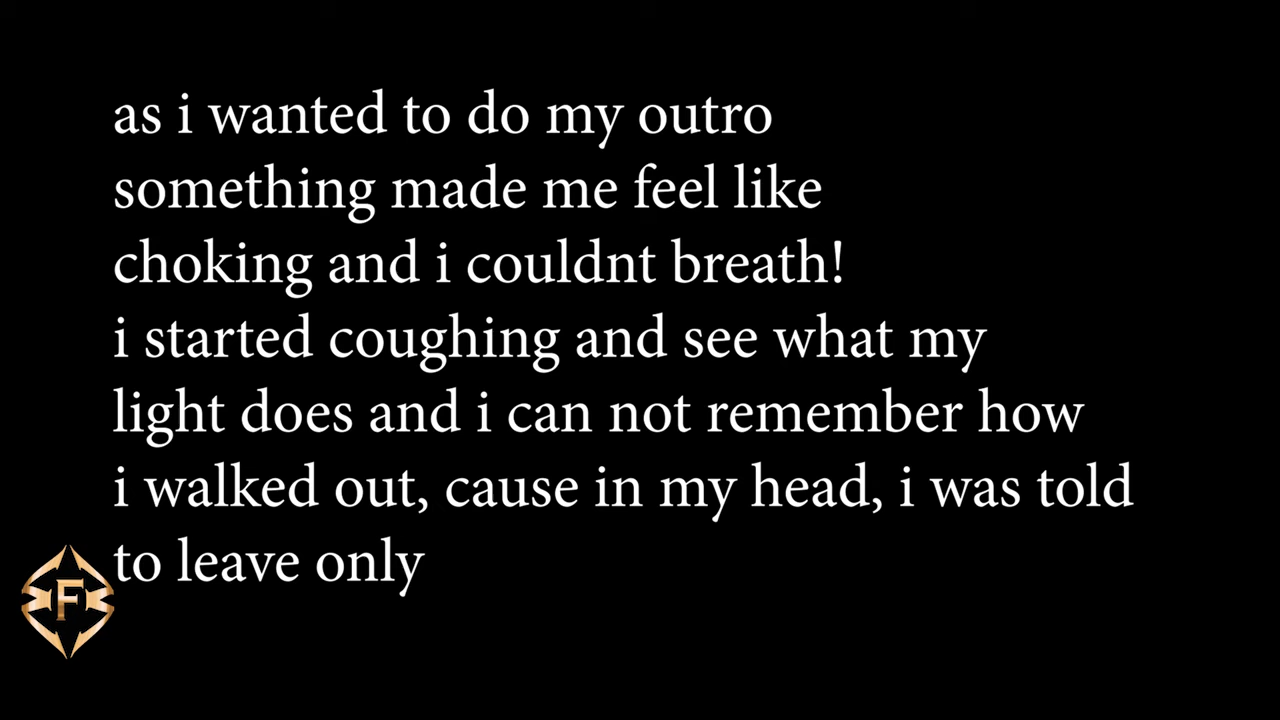 as i wanted to do my outro
something made me feel like
choking and i couldnt breath!
i started coughing and see what my
light does and i can not remember how
i walked out, cause in my head, i was told
to leave only
F